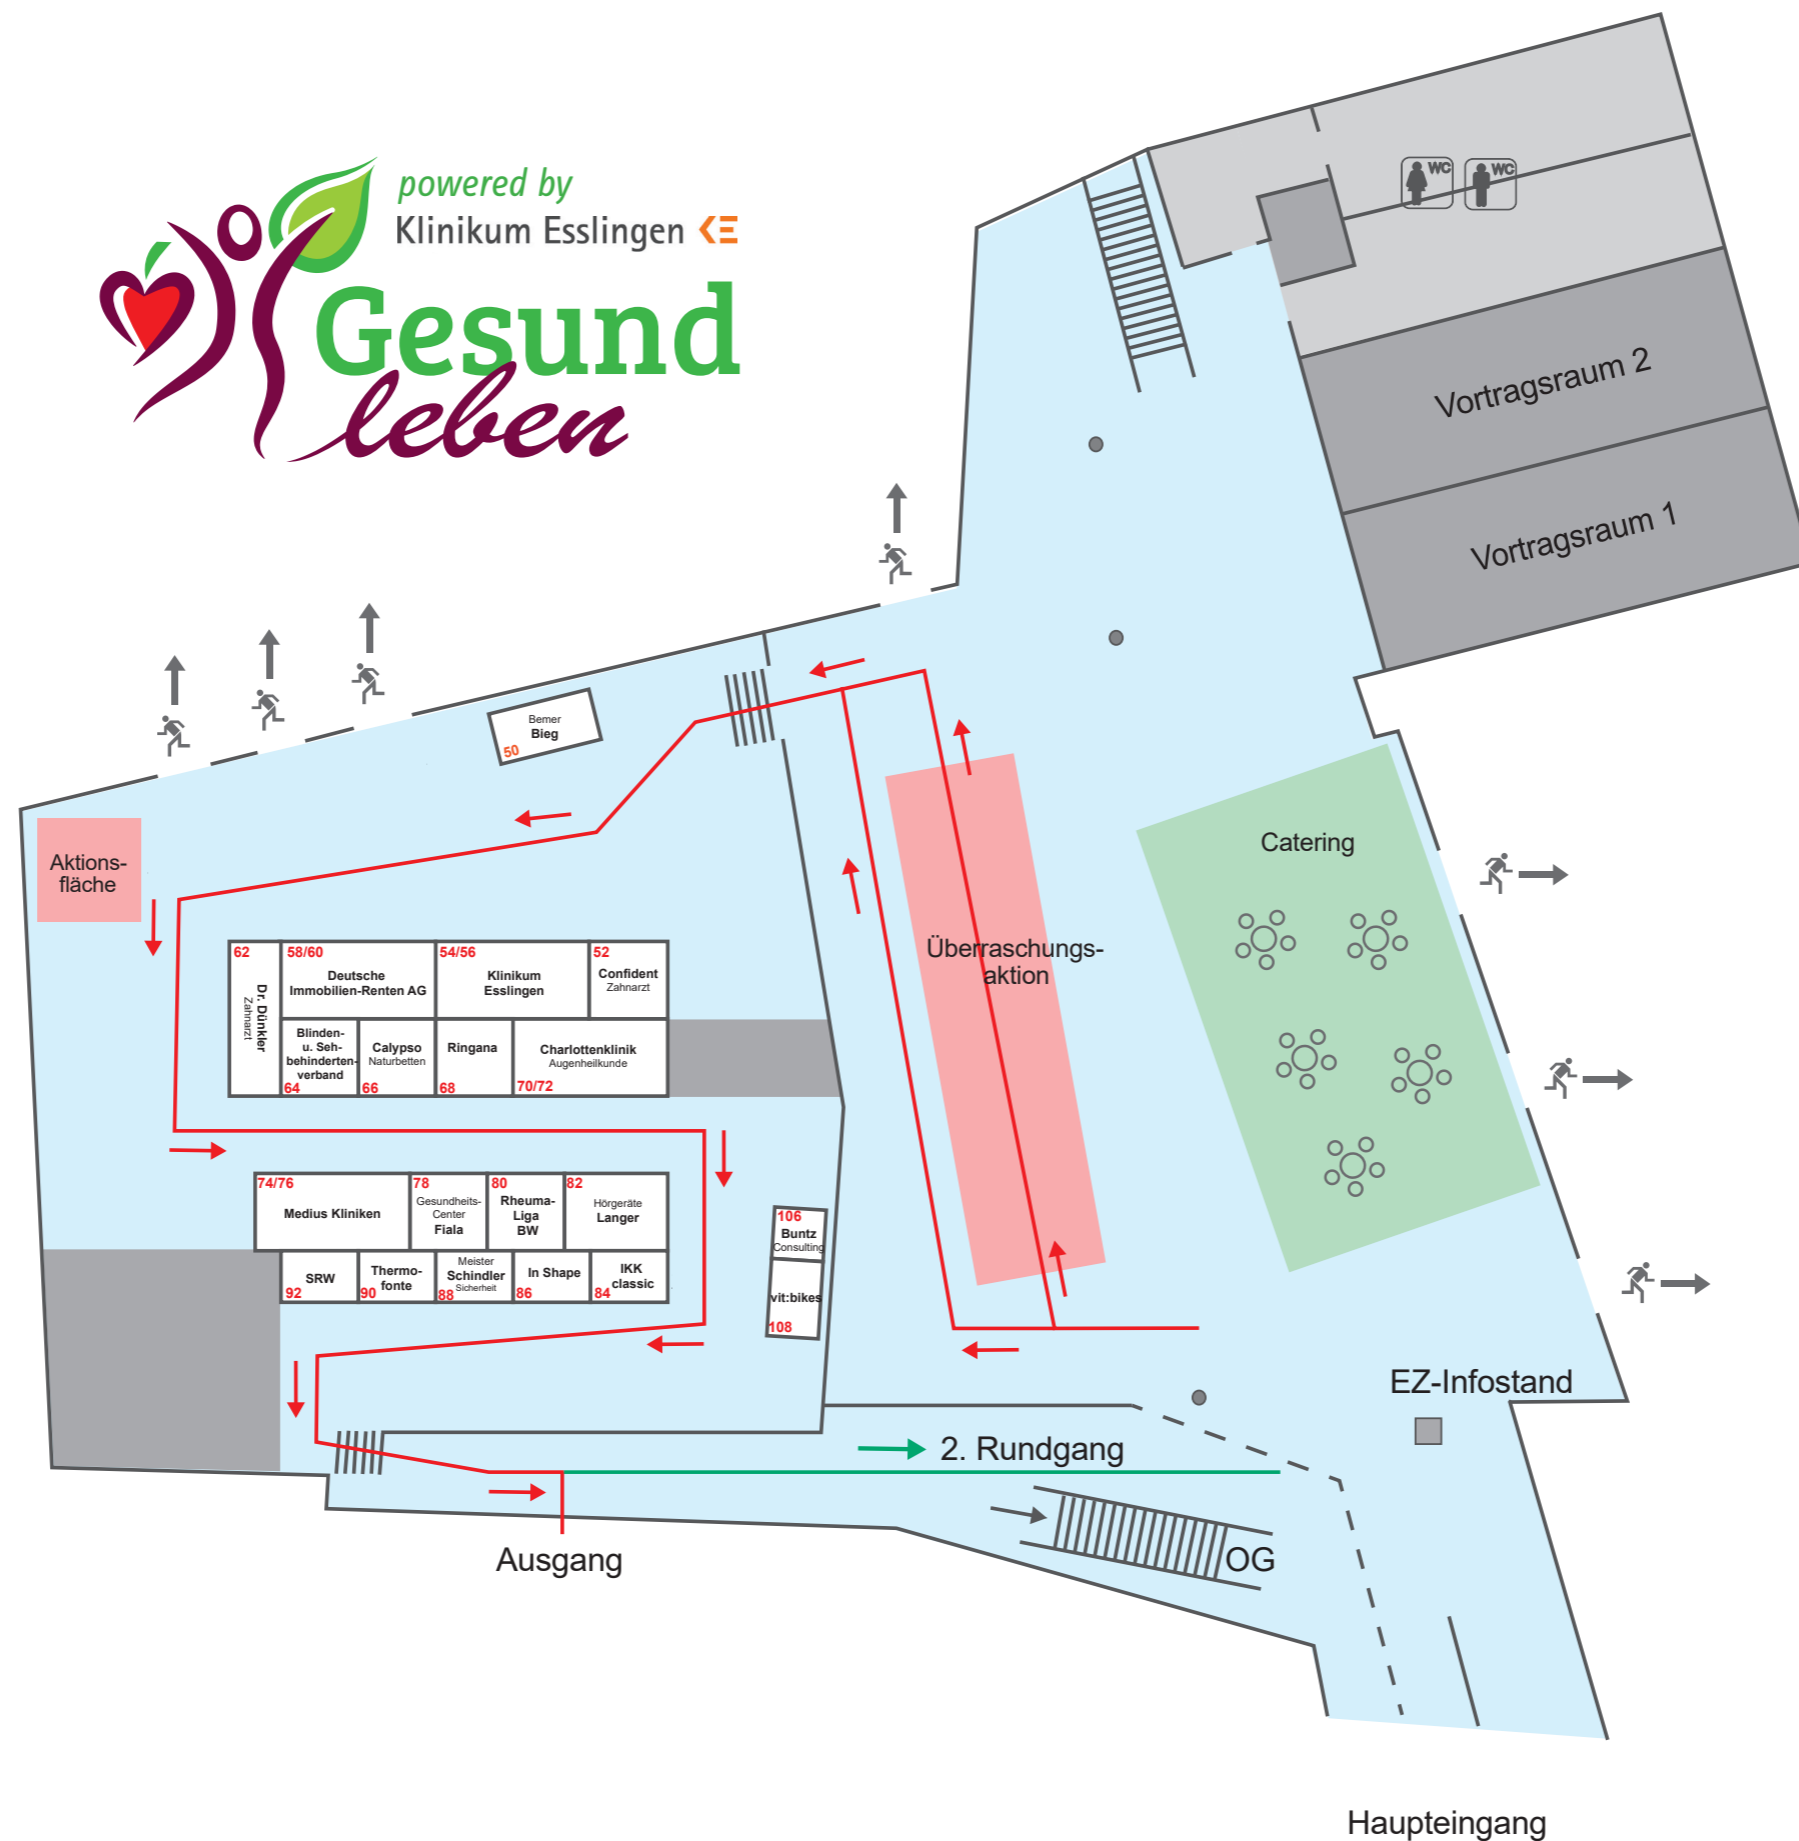 powered by
Klinikum Esslingen
Gesund
leben
WC
WC
Vortragsraum 2
Vortragsraum 1
Bemer
Bieg
50
Aktions-
fläche
Catering
Überraschungs-
aktion
62
Dr. Dünkler
Zahnarzt
58/60
Deutsche
Immobilien-Renten AG
54/56
Klinikum
Esslingen
52
Confident
Zahnarzt
Blinden-
u. Seh-
behinderten-
verband
64
Calypso
Naturbetten
66
Ringana
68
Charlottenklinik
Augenheilkunde
70/72
74/76
Medius Kliniken
78
Gesundheits-
Center
Fiala
80
Rheuma-
Liga
BW
82
Hörgeräte
Langer
SRW
92
Thermo-
fonte
90
Meister
Schindler
Sicherheit
88
In Shape
86
IKK
classic
84
106
Buntz
Consulting
vit:bikes
108
EZ-Infostand
2. Rundgang
OG
Ausgang
Haupteingang